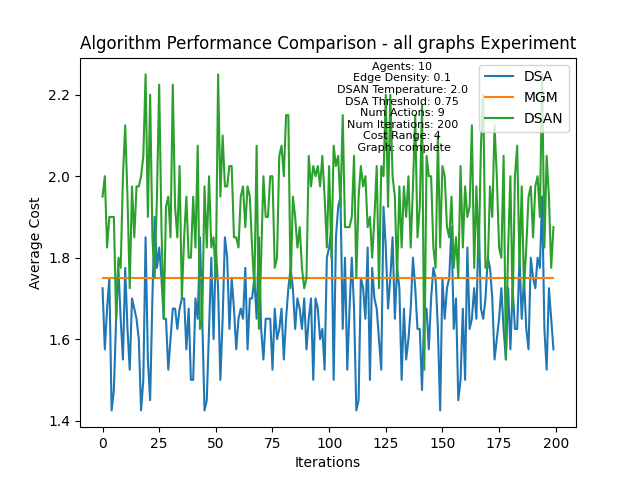 Algorithm Performance Comparison - all graphs Experiment
Agents: 10
Edge Density: 0.1
DSAN Temperature: 2.0
DSA Threshold: 0.75
Num Actions: 9
Num Iterations: 200
Cost Range: 4
Graph: complete
DSA
MGM
DSAN
Average Cost
2.2
2.0
1.8
1.6
1.4
0
25
50
75
100
125
150
175
200
Iterations